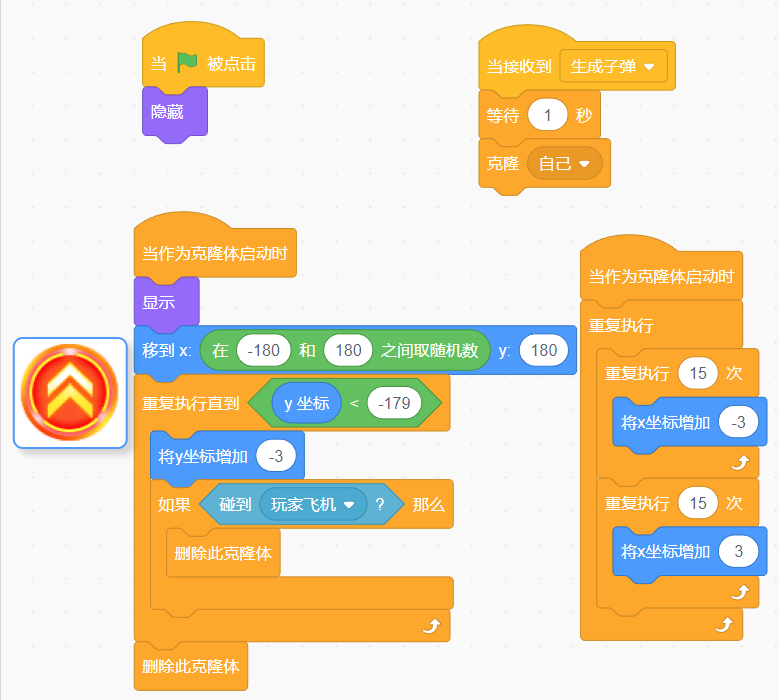 当 被点击
隐藏
当接收到 生成子弹
等待 1 秒
克隆 自己
当作为克隆体启动时
显示
移到 x: 在 -180 和 180 之间取随机数 y: 180
重复执行直到 y 坐标 < -179
将y坐标增加 -3
如果 碰到 玩家飞机 ? 那么
删除此克隆体
删除此克隆体
当作为克隆体启动时
重复执行
重复执行 15 次
将x坐标增加 -3
重复执行 15 次
将x坐标增加 3